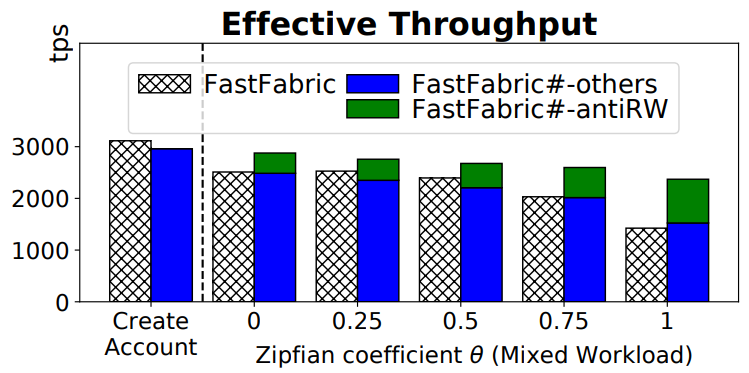 Effective Throughput
tps
FastFabric
FastFabric#-others
FastFabric#-antiRW
3000
2000
1000
0
Create
Account
0
0.25
0.5
0.75
1
Zipfian coefficient θ (Mixed Workload)